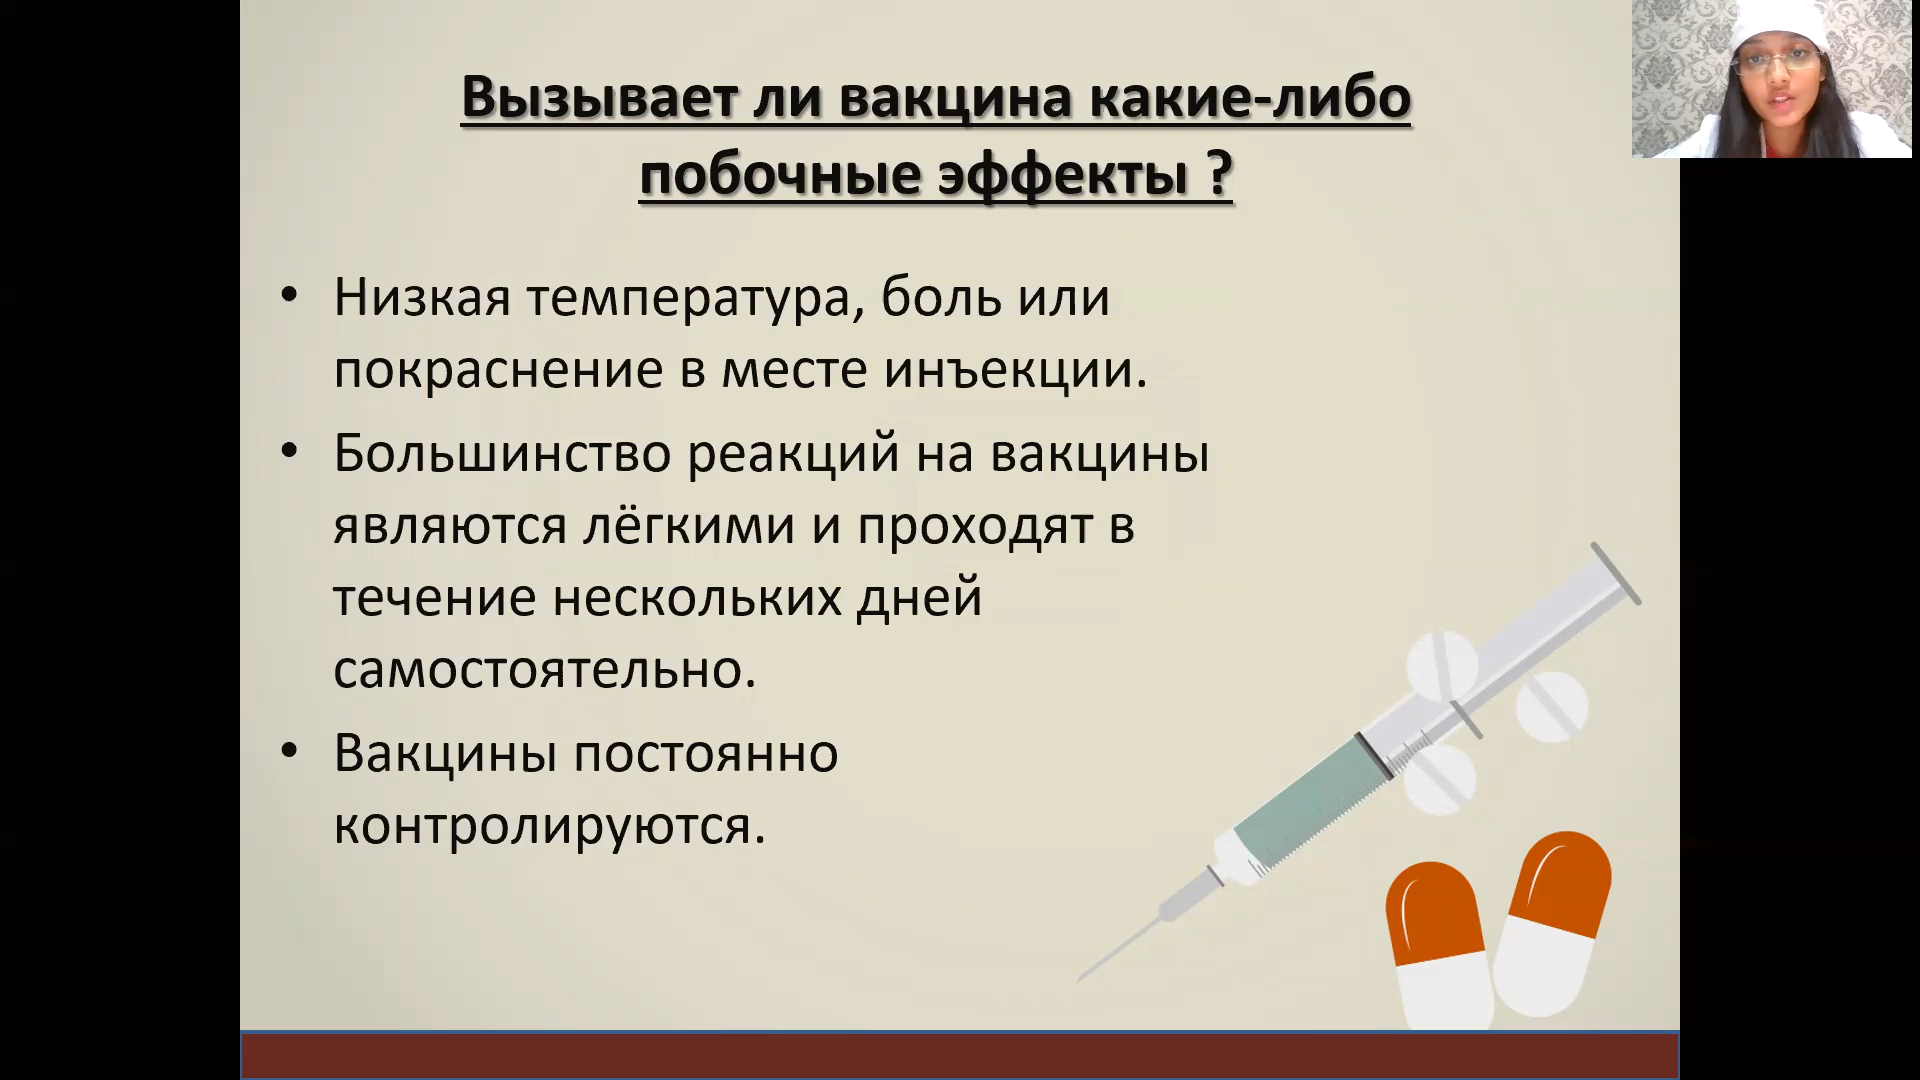 Вызывает ли вакцина какие-либо
побочные эффекты ?
• Низкая температура, боль или
покраснение в месте инъекции.
• Большинство реакций на вакцины
являются лёгкими и проходят в
течение нескольких дней
самостоятельно.
• Вакцины постоянно
контролируются.